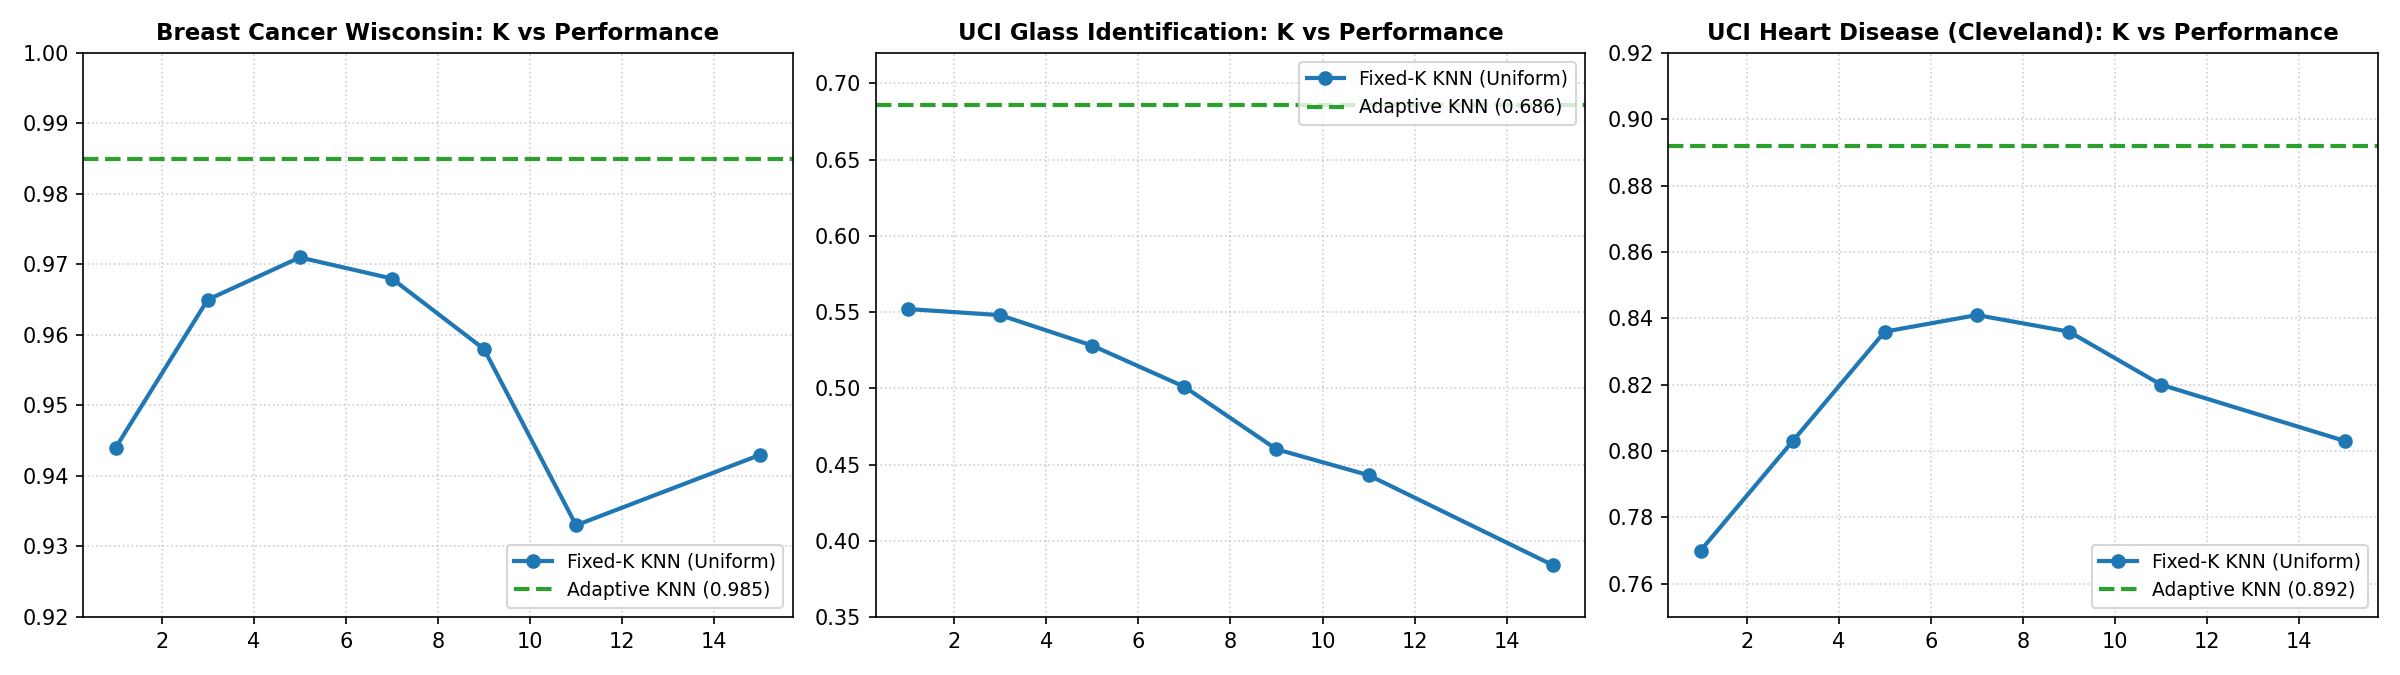 Breast Cancer Wisconsin: K vs Performance
1.00
0.99
0.98
0.97
0.96
0.95
0.94
0.93
0.92
2 4 6 8 10 12 14
Fixed-K KNN (Uniform)
Adaptive KNN (0.985)
UCI Glass Identification: K vs Performance
0.70
0.65
0.60
0.55
0.50
0.45
0.40
0.35
2 4 6 8 10 12 14
Fixed-K KNN (Uniform)
Adaptive KNN (0.686)
UCI Heart Disease (Cleveland): K vs Performance
0.92
0.90
0.88
0.86
0.84
0.82
0.80
0.78
0.76
2 4 6 8 10 12 14
Fixed-K KNN (Uniform)
Adaptive KNN (0.892)